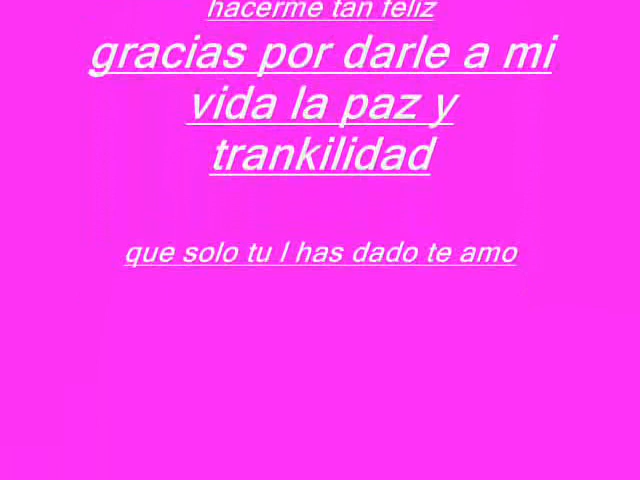 hacerme tan feliz
gracias por darle a mi
vida la paz y
trankilidad
que solo tu l has dado te amo